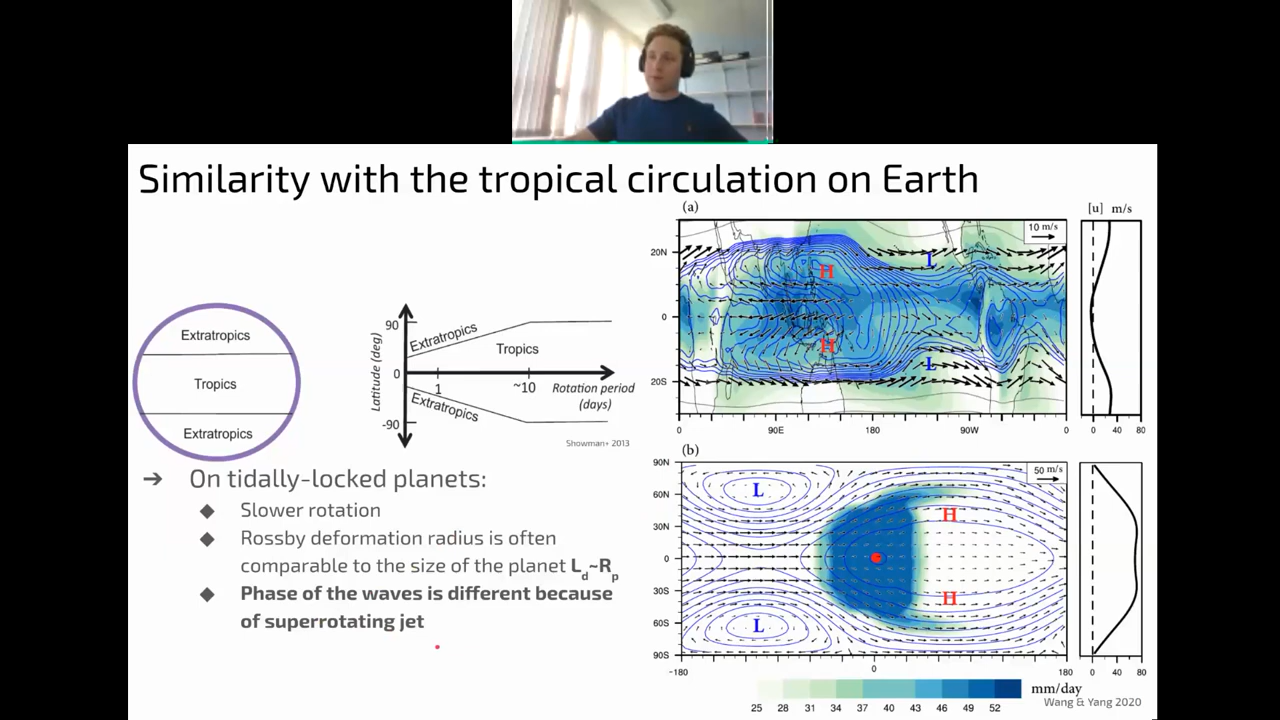 Similarity with the tropical circulation on Earth
Extratropics
Tropics
Extratropics
Latitude (deg)
90
0
-90
Extratropics
Tropics
Extratropics
1
~10
Rotation period
(days)
Showman+ 2013
➔ On tidally-locked planets:
◆ Slower rotation
◆ Rossby deformation radius is often
comparable to the size of the planet Ld~Rp
◆ Phase of the waves is different because
of superrotating jet
(a)
[u] m/s
10 m/s
20N
0
20S
H
L
H
L
0 90E 180 90W 0
0 40 80
(b)
50 m/s
90N
60N
30N
0
30S
60S
90S
L
H
H
L
-180 0 180
0 40 80
25 28 31 34 37 40 43 46 49 52
mm/day
Wang & Yang 2020